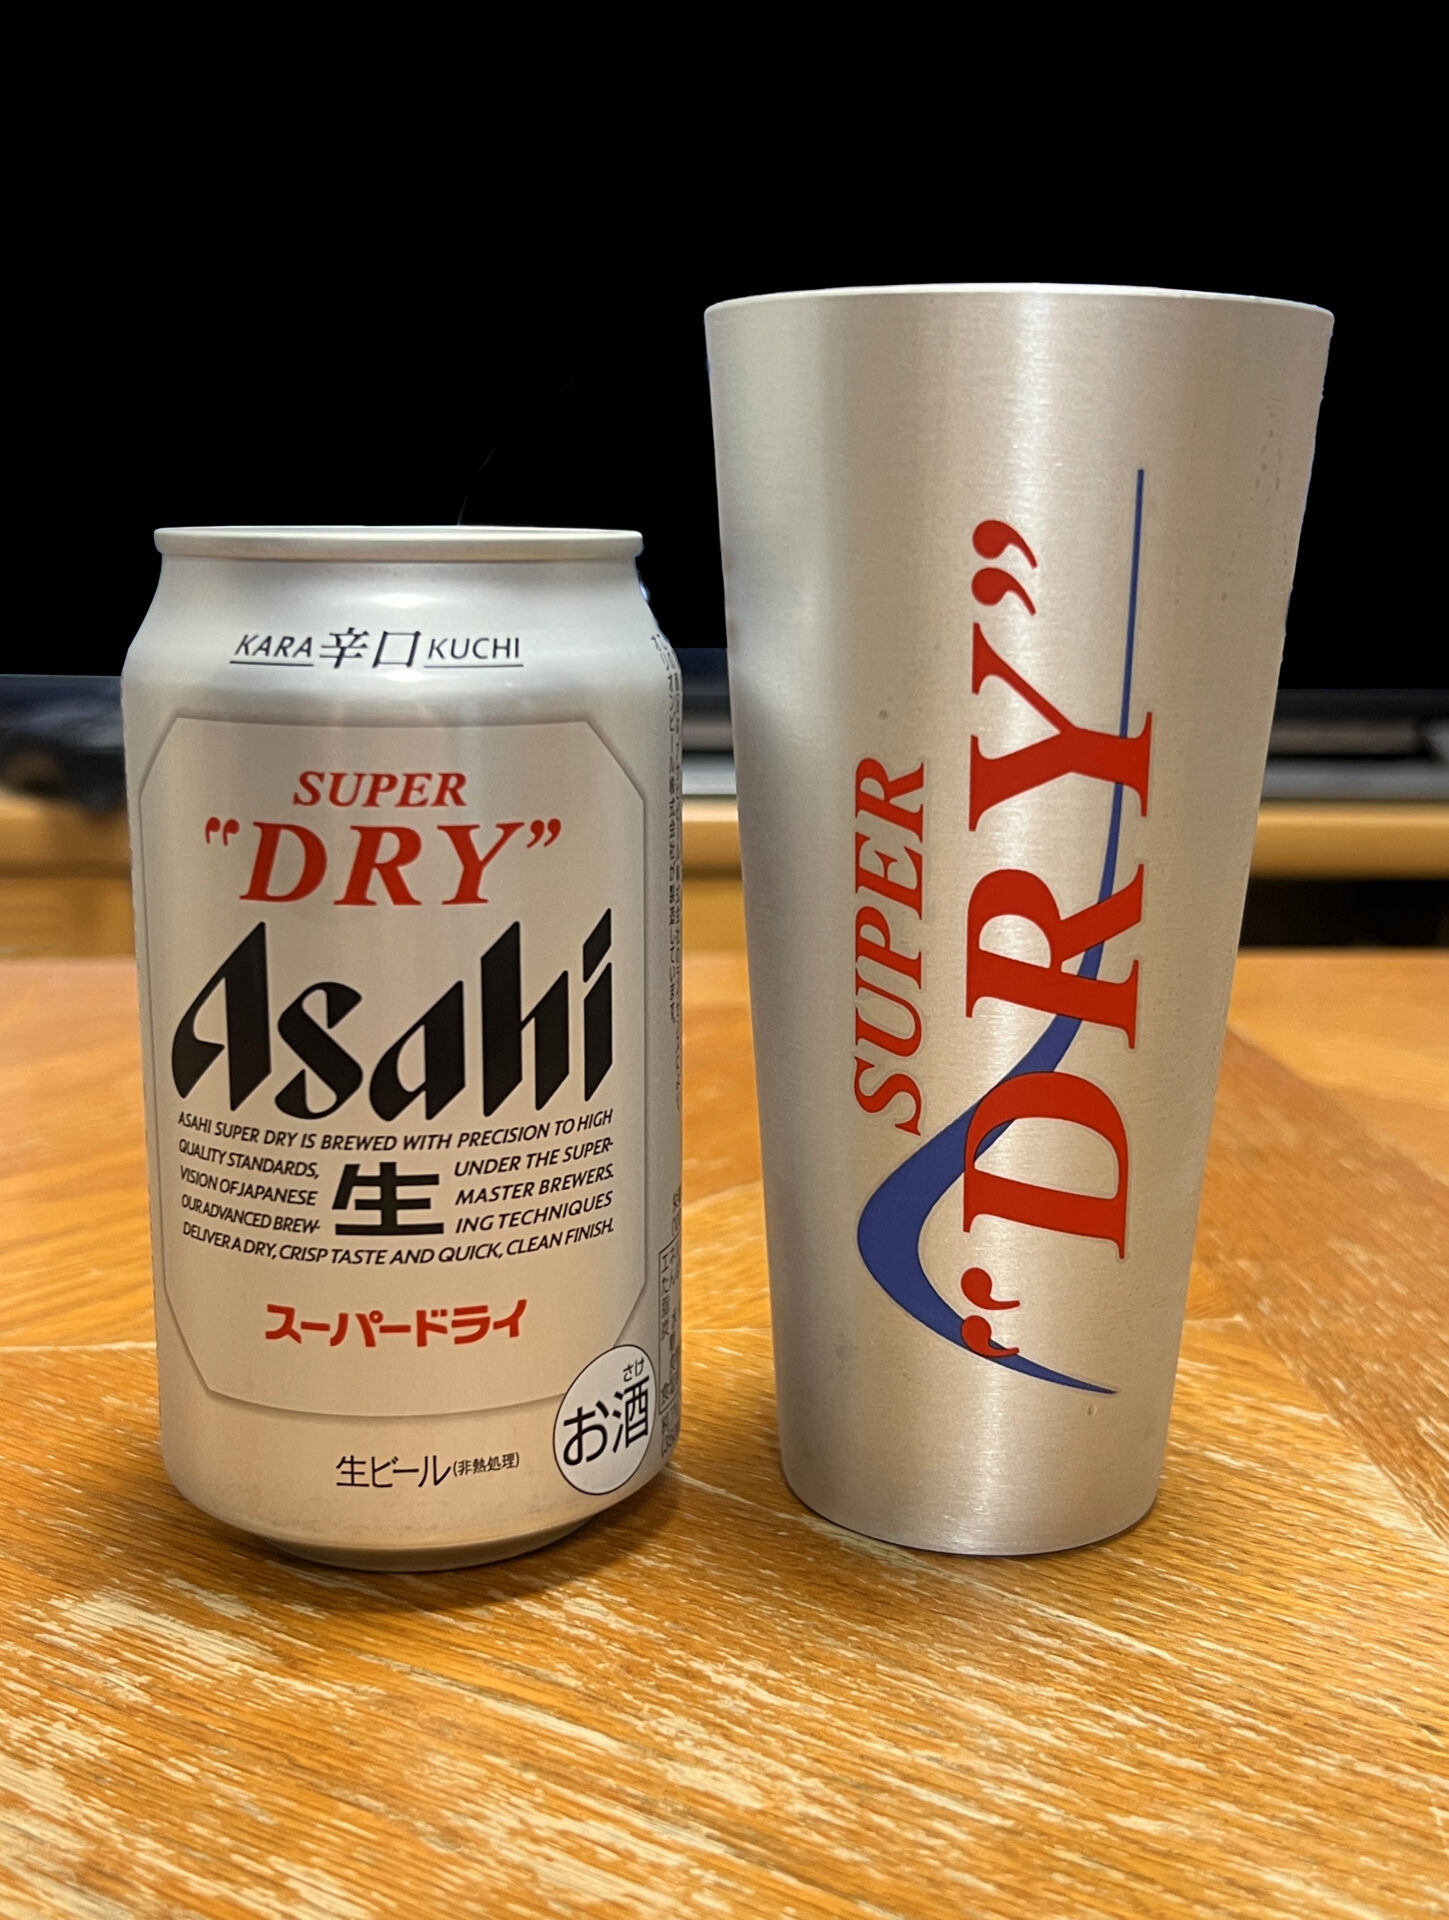 KARA 辛口 KUCHI
SUPER
“DRY”
Asahi
ASAHI SUPER DRY IS BREWED WITH PRECISION TO HIGH
QUALITY STANDARDS, UNDER THE SUPER-
VISION OF JAPANESE MASTER BREWERS.
OUR ADVANCED BREW- ING TECHNIQUES
生
DELIVER A DRY, CRISP TASTE AND QUICK, CLEAN FINISH.
スーパードライ
さけ
お酒
生ビール(非熱処理)
SUPER
“DRY”